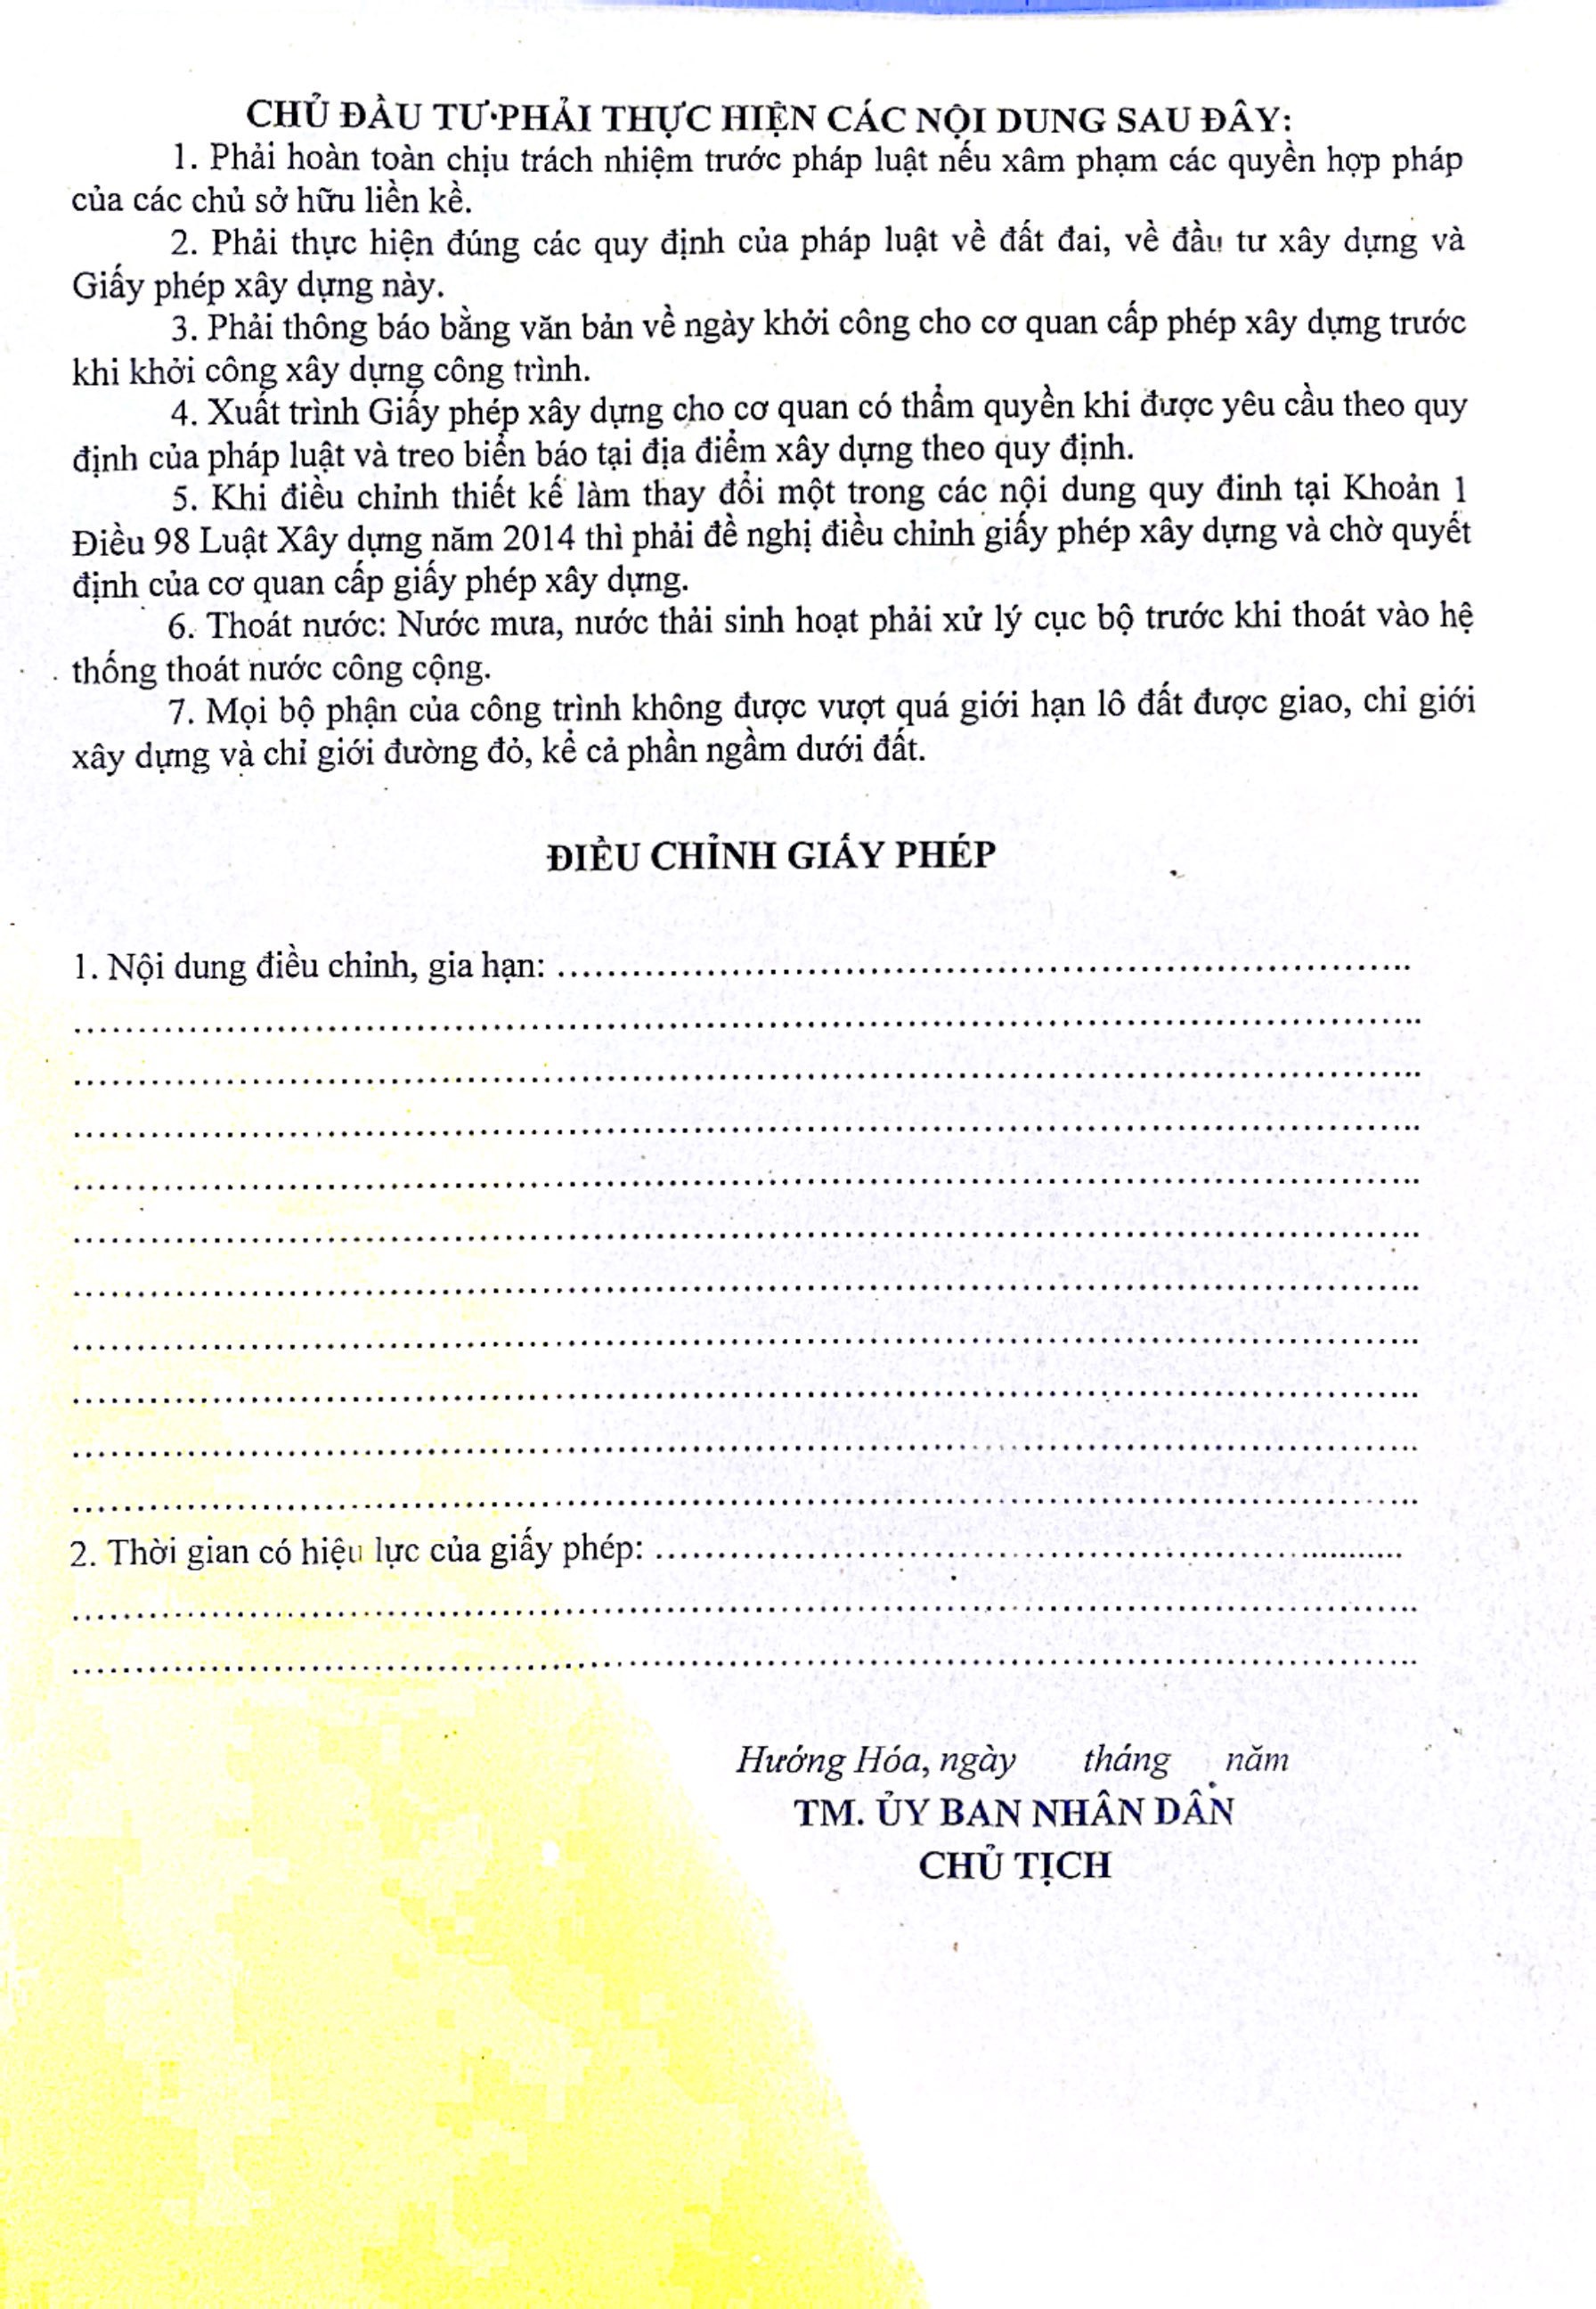 CHỦ ĐẦU TƯ PHẢI THỰC HIỆN CÁC NỘI DUNG SAU ĐÂY:
1. Phải hoàn toàn chịu trách nhiệm trước pháp luật nếu xâm phạm các quyền hợp pháp
của các chủ sở hữu liền kề.
2. Phải thực hiện đúng các quy định của pháp luật về đất đai, về đầu tư xây dựng và
Giấy phép xây dựng này.
3. Phải thông báo bằng văn bản về ngày khởi công cho cơ quan cấp phép xây dựng trước
khi khởi công xây dựng công trình.
4. Xuất trình Giấy phép xây dựng cho cơ quan có thẩm quyền khi được yêu cầu theo quy
định của pháp luật và treo biển báo tại địa điểm xây dựng theo quy định.
5. Khi điều chỉnh thiết kế làm thay đổi một trong các nội dung quy đinh tại Khoản 1
Điều 98 Luật Xây dựng năm 2014 thì phải đề nghị điều chỉnh giấy phép xây dựng và chờ quyết
định của cơ quan cấp giấy phép xây dựng.
6. Thoát nước: Nước mưa, nước thải sinh hoạt phải xử lý cục bộ trước khi thoát vào hệ
thống thoát nước công cộng.
7. Mọi bộ phận của công trình không được vượt quá giới hạn lô đất được giao, chỉ giới
xây dựng và chỉ giới đường đỏ, kể cả phần ngầm dưới đất.
ĐIỀU CHỈNH GIẤY PHÉP
1. Nội dung điều chỉnh, gia hạn: ..........
2. Thời gian có hiệu lực của giấy phép: ..........
Hướng Hóa, ngày tháng năm
TM. ỦY BAN NHÂN DÂN
CHỦ TỊCH